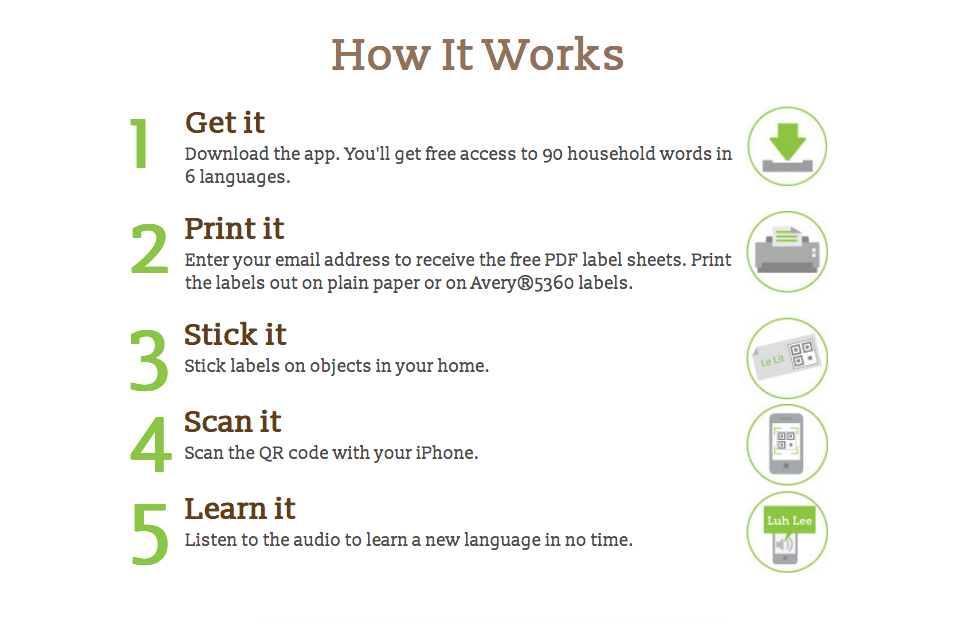 How It Works
1
Get it
Download the app. You'll get free access to 90 household words in
6 languages.
2
Print it
Enter your email address to receive the free PDF label sheets. Print
the labels out on plain paper or on Avery®5360 labels.
3
Stick it
Stick labels on objects in your home.
Le Lit
4
Scan it
Scan the QR code with your iPhone.
5
Learn it
Listen to the audio to learn a new language in no time.
Luh Lee